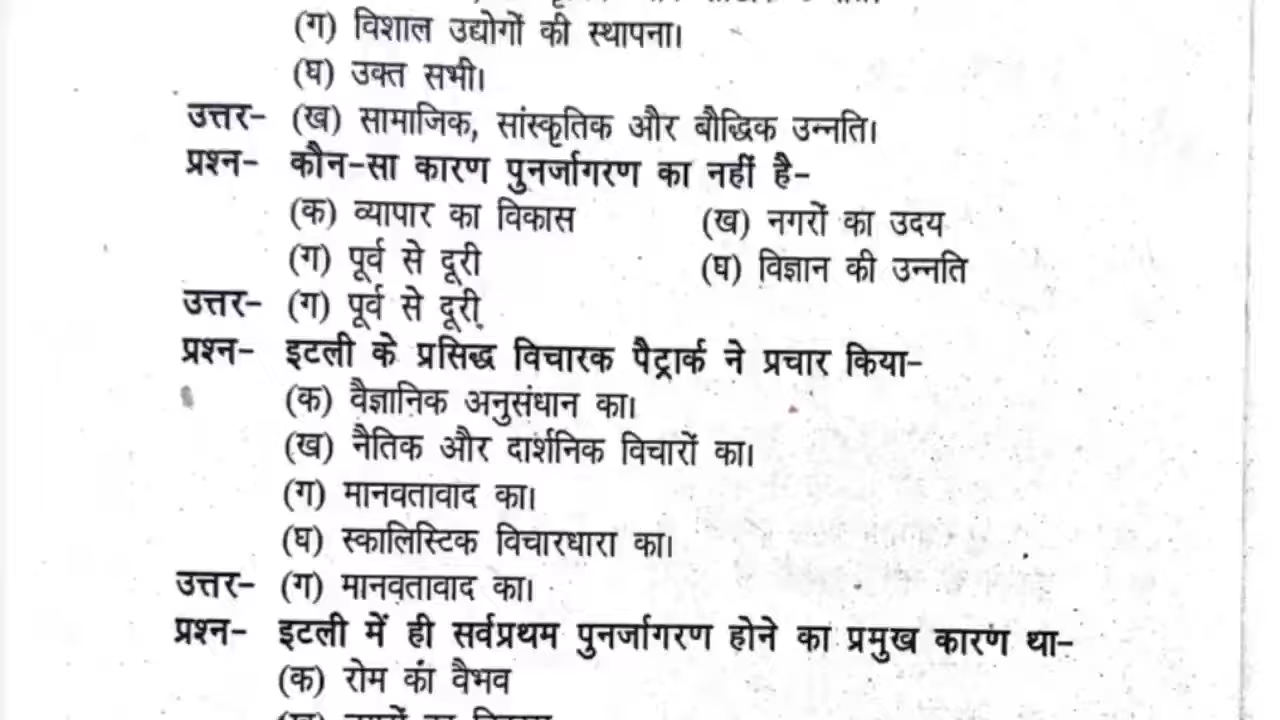 (ग) विशाल उद्योगों की स्थापना।
(घ) उक्त सभी।
उत्तर- (ख) सामाजिक, सांस्कृतिक और बौद्धिक उन्नति।
प्रश्न- कौन-सा कारण पुनर्जागरण का नहीं है-
(क) व्यापार का विकास (ख) नगरों का उदय
(ग) पूर्व से दूरी (घ) विज्ञान की उन्नति
उत्तर- (ग) पूर्व से दूरी
प्रश्न- इटली के प्रसिद्ध विचारक पैट्रार्क ने प्रचार किया-
(क) वैज्ञानिक अनुसंधान का।
(ख) नैतिक और दार्शनिक विचारों का।
(ग) मानवतावाद का।
(घ) स्कालिस्टिक विचारधारा का।
उत्तर- (ग) मानवतावाद का।
प्रश्न- इटली में ही सर्वप्रथम पुनर्जागरण होने का प्रमुख कारण था-
(क) रोम का वैभव